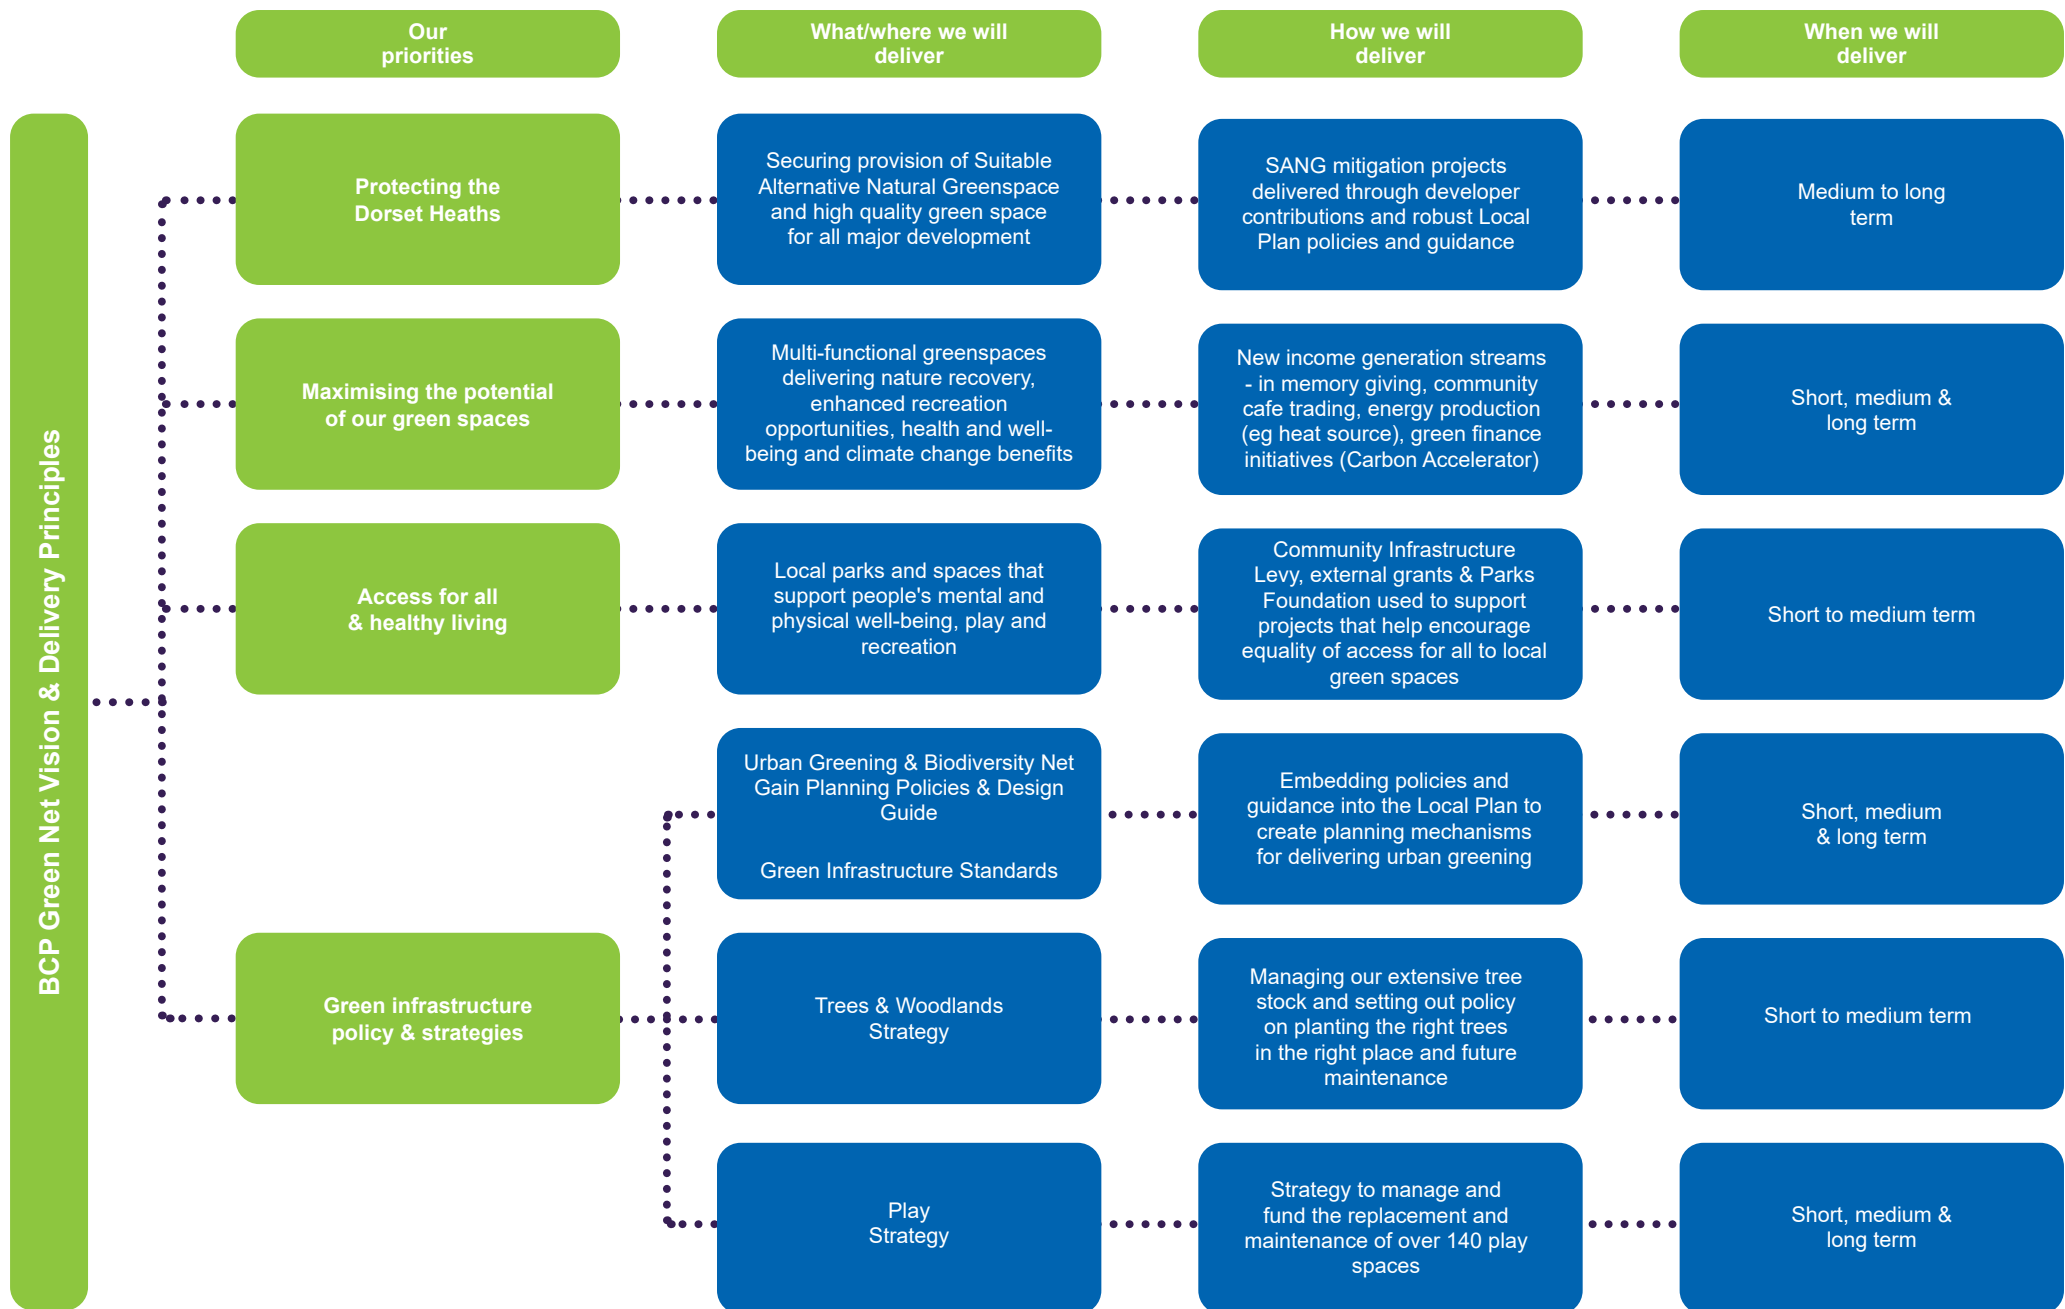 Our
priorities
What/where we will
deliver
How we will
deliver
When we will
deliver
BCP Green Net Vision & Delivery Principles
Protecting the
Dorset Heaths
Securing provision of Suitable
Alternative Natural Greenspace
and high quality green space
for all major development
SANG mitigation projects
delivered through developer
contributions and robust Local
Plan policies and guidance
Medium to long
term
Maximising the potential
of our green spaces
Multi-functional greenspaces
delivering nature recovery,
enhanced recreation
opportunities, health and well-
being and climate change benefits
New income generation streams
- in memory giving, community
cafe trading, energy production
(eg heat source), green finance
initiatives (Carbon Accelerator)
Short, medium &
long term
Access for all
& healthy living
Local parks and spaces that
support people's mental and
physical well-being, play and
recreation
Community Infrastructure
Levy, external grants & Parks
Foundation used to support
projects that help encourage
equality of access for all to local
green spaces
Short to medium term
Green infrastructure
policy & strategies
Urban Greening & Biodiversity Net
Gain Planning Policies & Design
Guide
Green Infrastructure Standards
Embedding policies and
guidance into the Local Plan to
create planning mechanisms
for delivering urban greening
Short, medium
& long term
Trees & Woodlands
Strategy
Managing our extensive tree
stock and setting out policy
on planting the right trees
in the right place and future
maintenance
Short to medium term
Play
Strategy
Strategy to manage and
fund the replacement and
maintenance of over 140 play
spaces
Short, medium &
long term